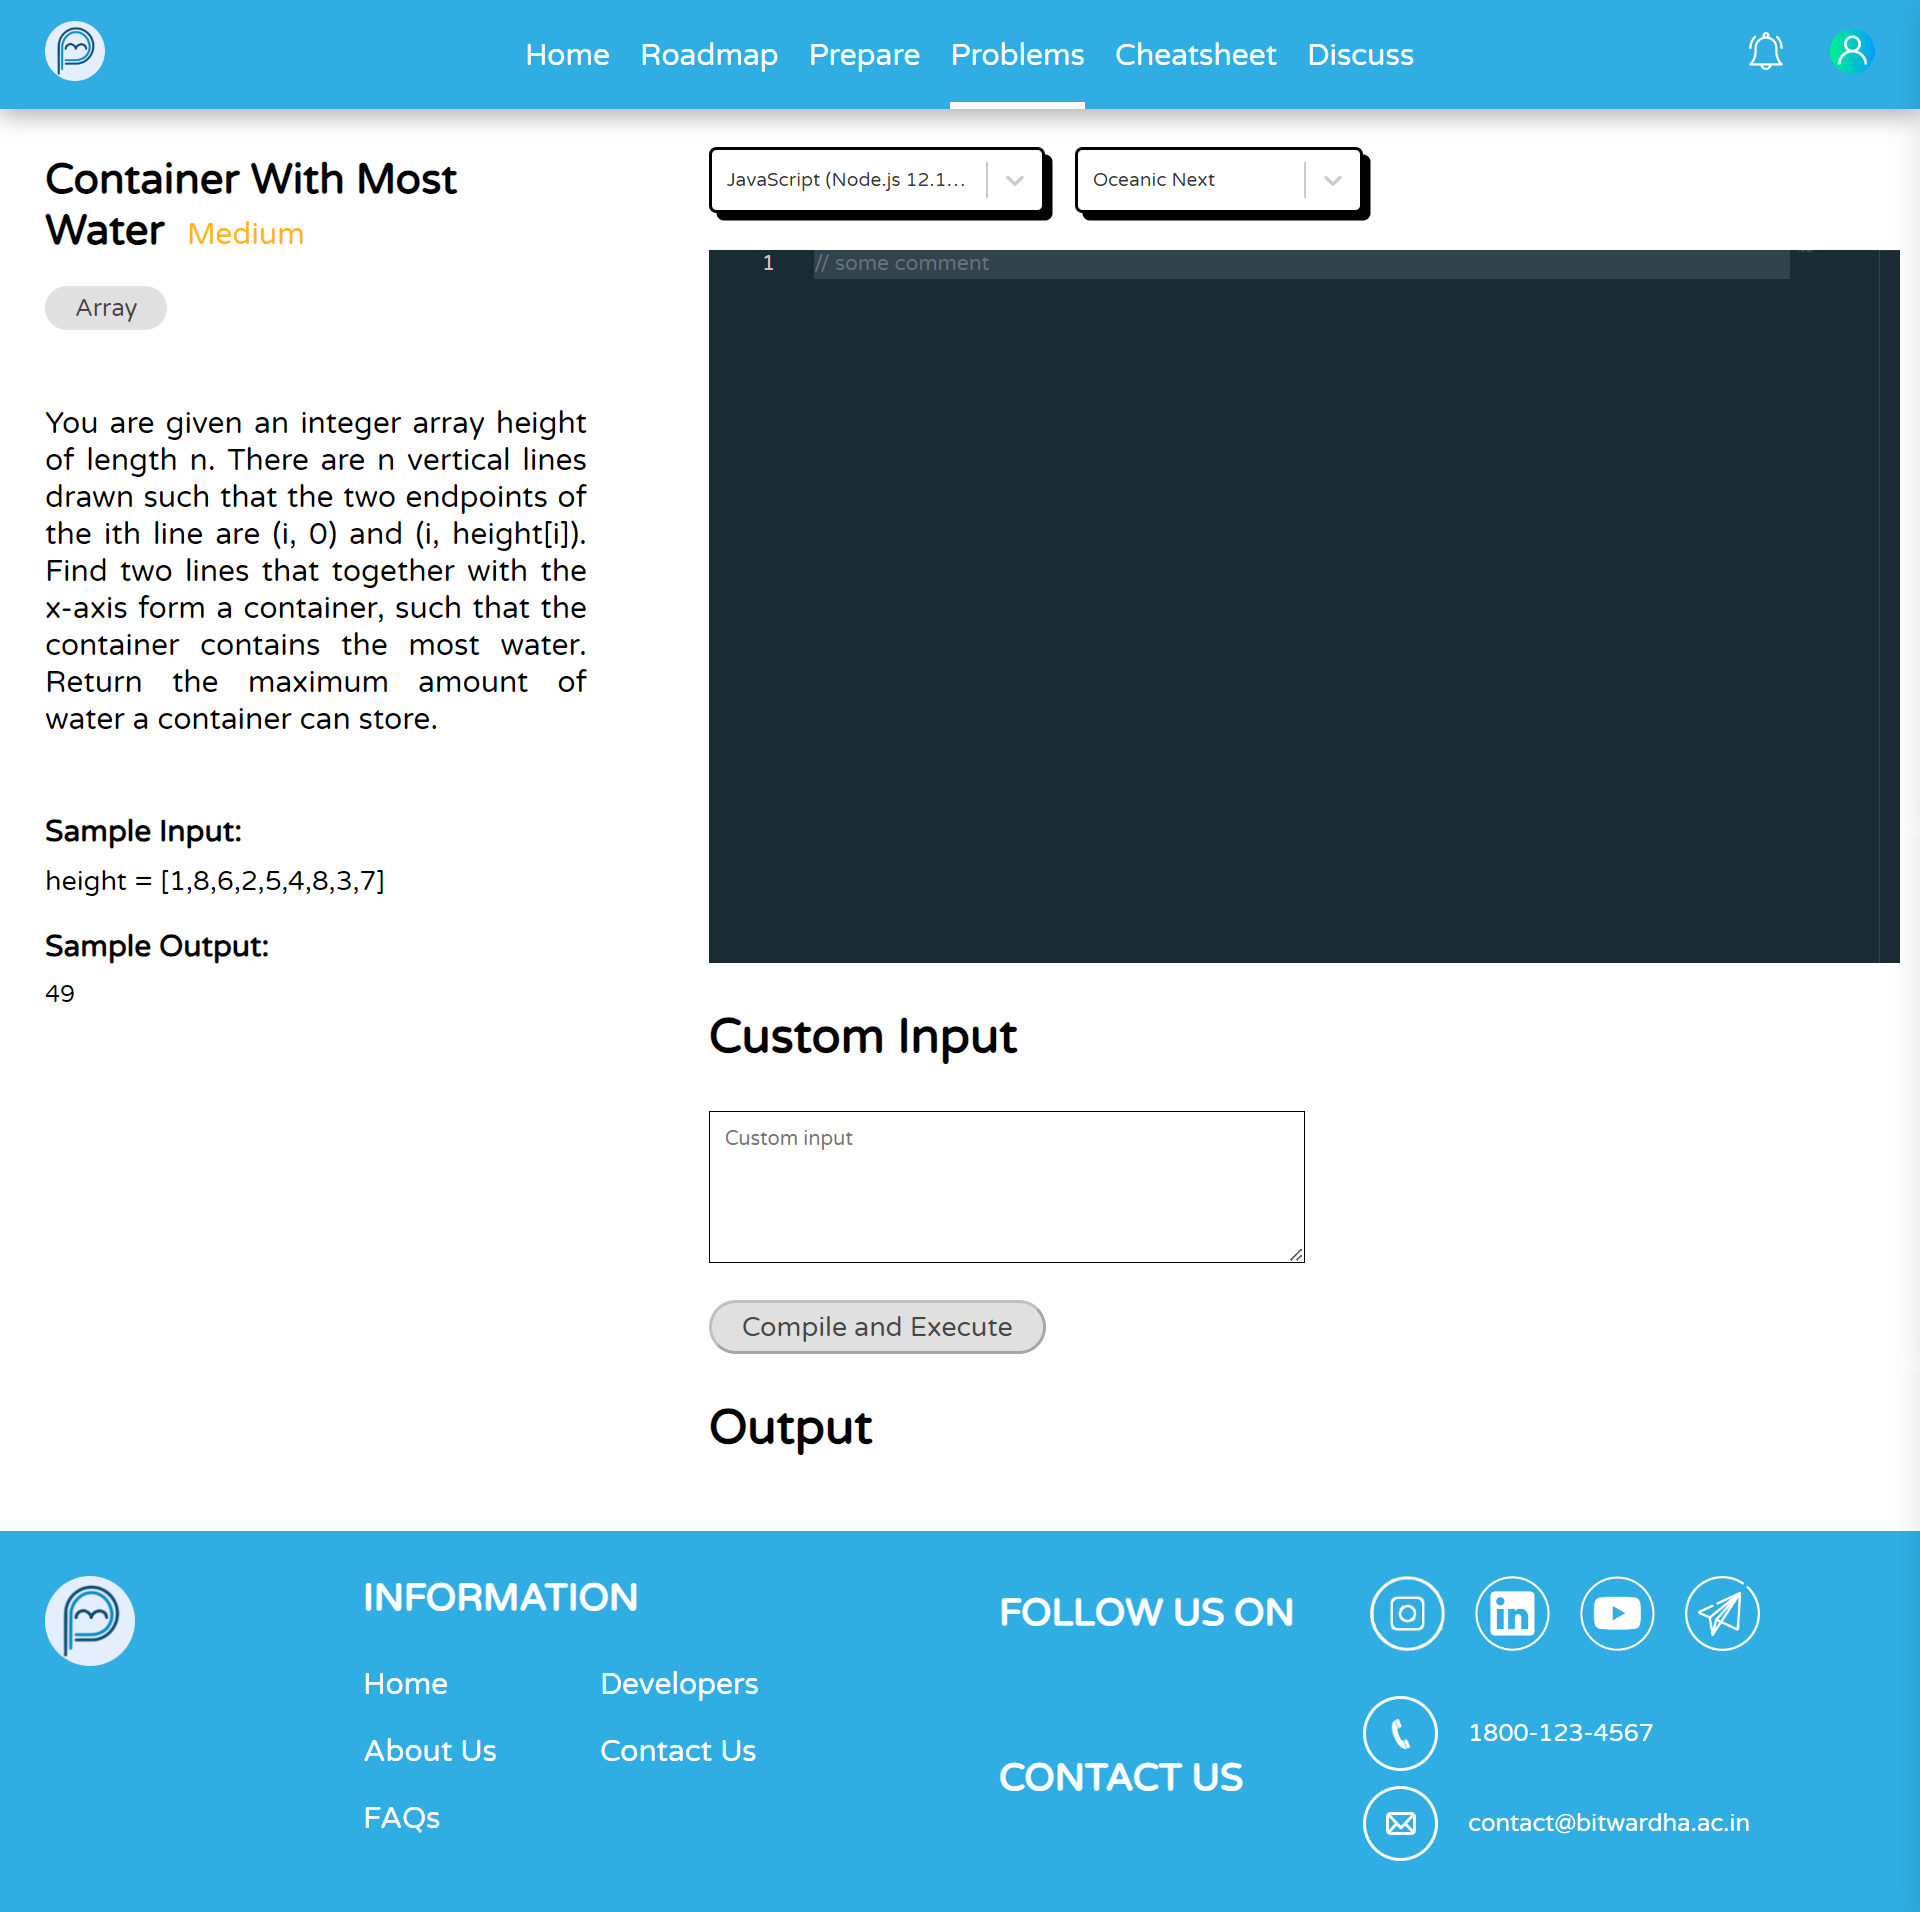 Home Roadmap Prepare Problems Cheatsheet Discuss
Container With Most
Water Medium
Array
You are given an integer array height
of length n. There are n vertical lines
drawn such that the two endpoints of
the ith line are (i, 0) and (i, height[i]).
Find two lines that together with the
x-axis form a container, such that the
container contains the most water.
Return the maximum amount of
water a container can store.
Sample Input:
height = [1,8,6,2,5,4,8,3,7]
Sample Output:
49
JavaScript (Node.js 12.1...
Oceanic Next
1 // some comment
Custom Input
Custom input
Compile and Execute
Output
INFORMATION
Home
Developers
About Us
Contact Us
FAQs
FOLLOW US ON
in
CONTACT US
1800-123-4567
contact@bitwardha.ac.in